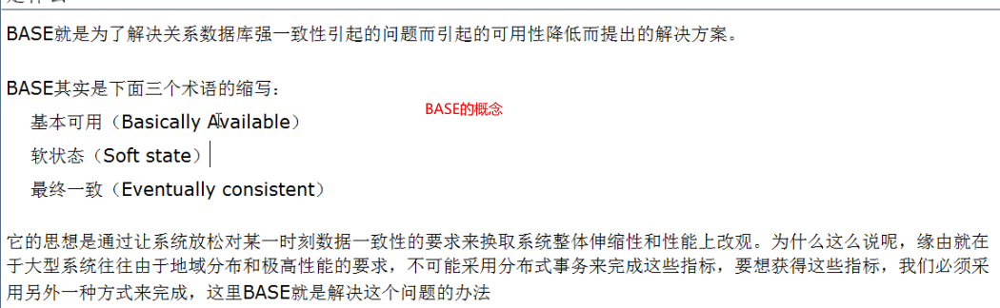 BASE就是为了解决关系数据库强一致性引起的问题而引起的可用性降低而提出的解决方案。
BASE其实是下面三个术语的缩写：
BASE的概念
基本可用（Basically Available）
软状态（Soft state）
最终一致（Eventually consistent）
它的思想是通过让系统放松对某一时刻数据一致性的要求来换取系统整体伸缩性和性能上改观。为什么这么说呢，缘由就在
于大型系统往往由于地域分布和极高性能的要求，不可能采用分布式事务来完成这些指标，要想获得这些指标，我们必须采
用另外一种方式来完成，这里BASE就是解决这个问题的办法